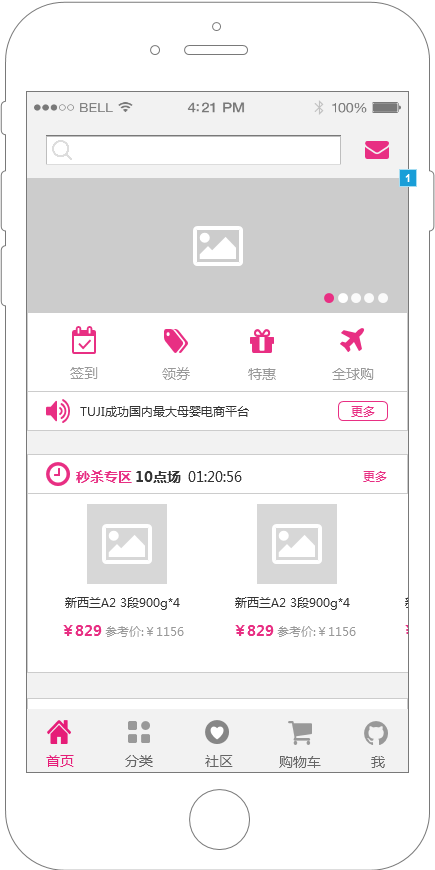 BELL 4:21 PM 100%
1
签到 领券 特惠 全球购
TUJI成功国内最大母婴电商平台 更多
秒杀专区 10点场 01:20:56 更多
新西兰A2 3段900g*4 新西兰A2 3段900g*4
¥829 参考价:¥1156 ¥829 参考价:¥1156
首页 分类 社区 购物车 我